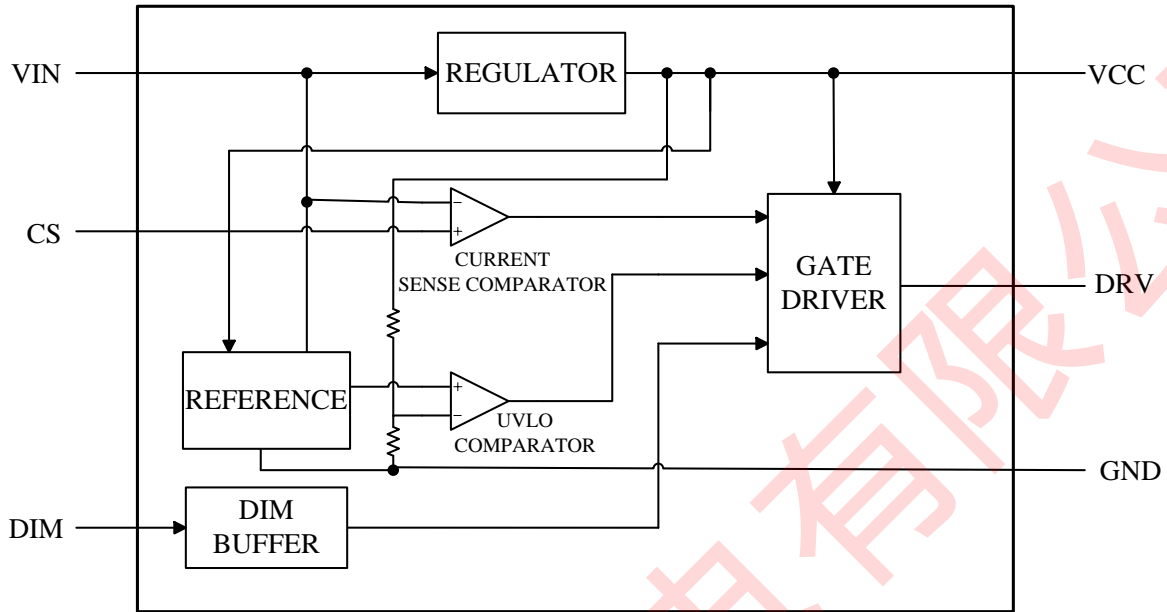 VIN
REGULATOR
VCC
CS
−
+
CURRENT
SENSE COMPARATOR
GATE
DRIVER
DRV
REFERENCE
+
−
UVLO
COMPARATOR
GND
DIM
DIM
BUFFER
有限公